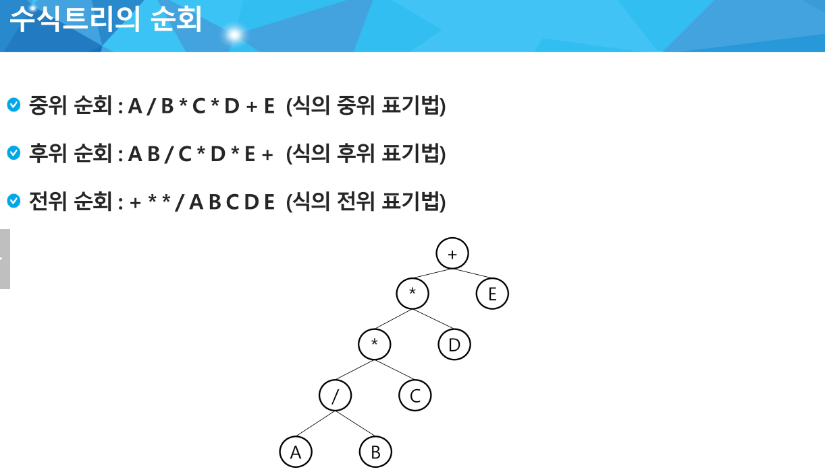 수식트리의 순회
중위 순회 : A / B * C * D + E (식의 중위 표기법)
후위 순회 : A B / C * D * E + (식의 후위 표기법)
전위 순회 : + * * / A B C D E (식의 전위 표기법)
+
* E
* D
/ C
A B